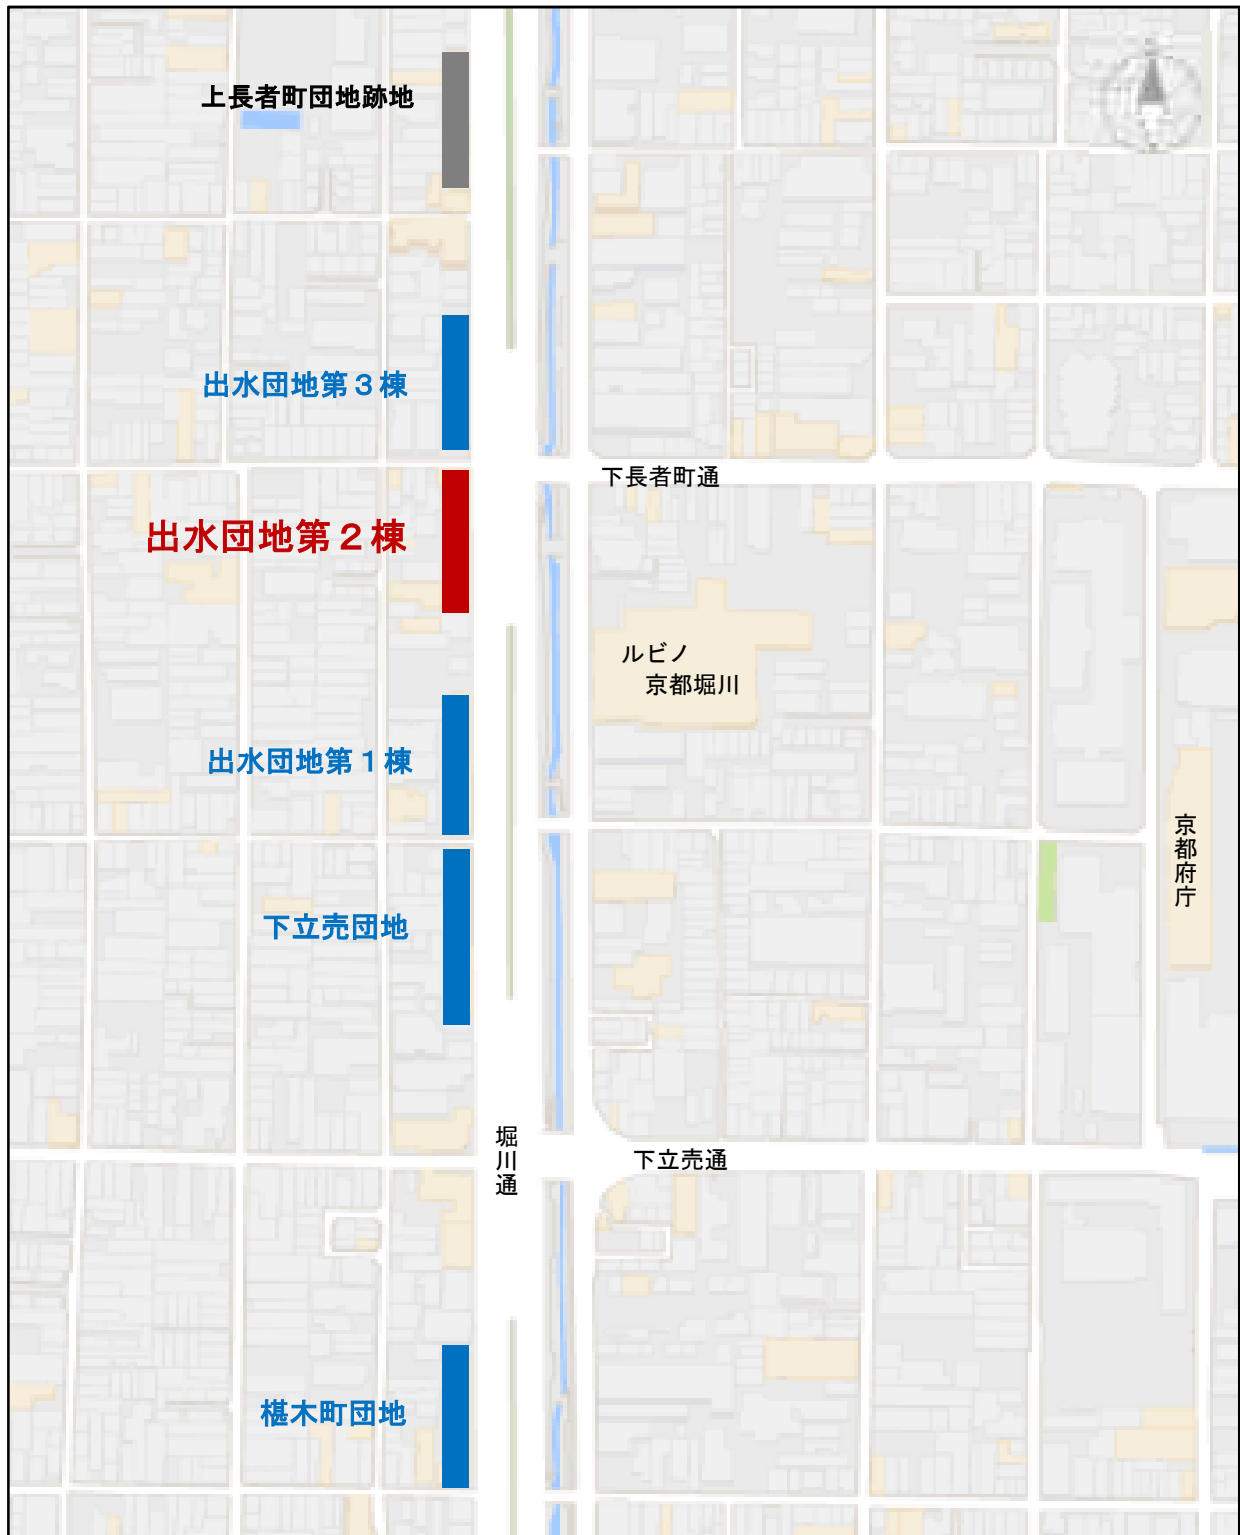 上長者町団地跡地
出水団地第３棟
下長者町通
出水団地第２棟
ルビノ
京都堀川
出水団地第１棟
京都府庁
下立売団地
堀川通
下立売通
椹木町団地